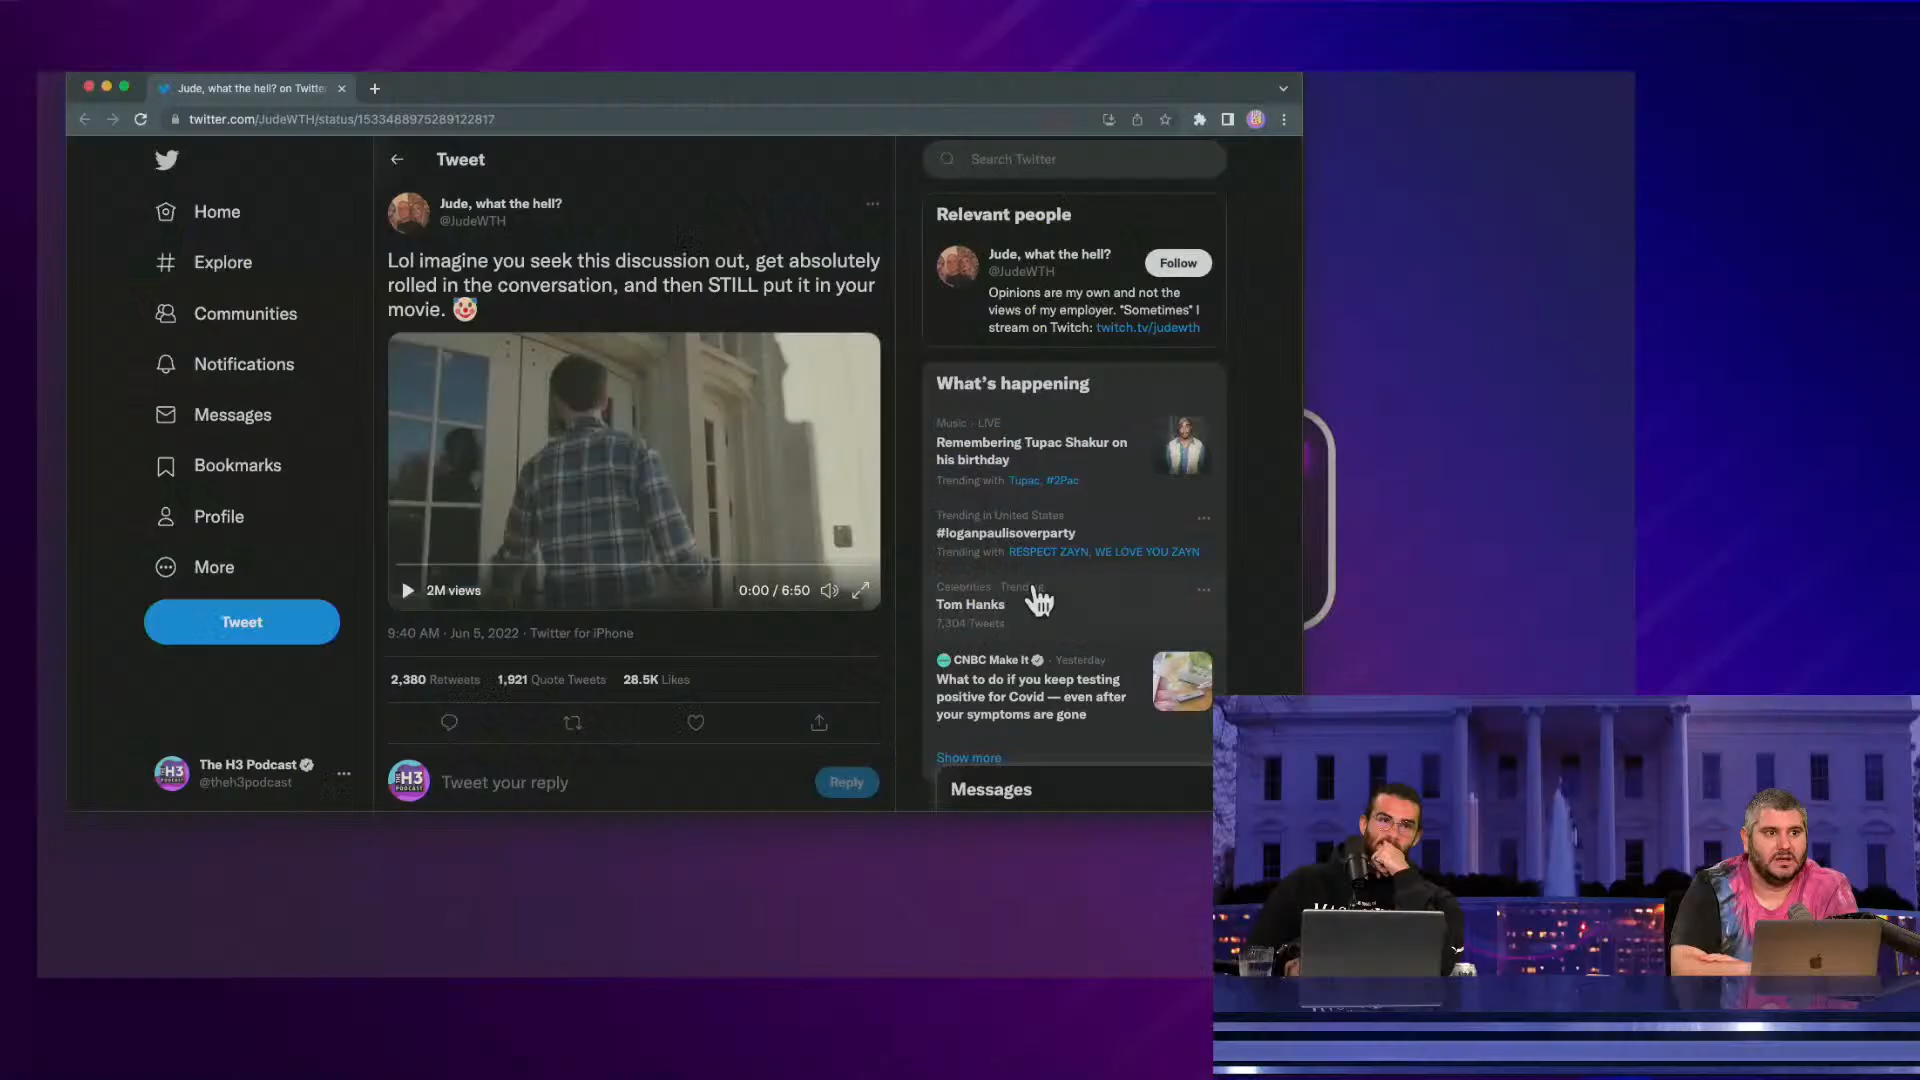 Jude, what the hell? on Twitte
twitter.com/JudeWTH/status/1533488975289122817
Home
Explore
Communities
Notifications
Messages
Bookmarks
Profile
More
Tweet
The H3 Podcast
@theh3podcast
Tweet
Jude, what the hell?
@JudeWTH
Lol imagine you seek this discussion out, get absolutely
rolled in the conversation, and then STILL put it in your
movie.
2M views
0:00 / 6:50
9:40 AM · Jun 5, 2022 · Twitter for iPhone
2,380 Retweets 1,921 Quote Tweets 28.5K Likes
H3
PODCAST
Tweet your reply
Reply
Search Twitter
Relevant people
Jude, what the hell?
@JudeWTH
Follow
Opinions are my own and not the
views of my employer. *Sometimes* I
stream on Twitch: twitch.tv/judewth
What's happening
Music · LIVE
Remembering Tupac Shakur on
his birthday
Trending with Tupac, #2Pac
Trending in United States
#loganpaulisoverparty
Trending with RESPECT ZAYN, WE LOVE YOU ZAYN
Celebrities · Trending
Tom Hanks
7,304 Tweets
CNBC Make It · Yesterday
What to do if you keep testing
positive for Covid — even after
your symptoms are gone
Show more
Messages